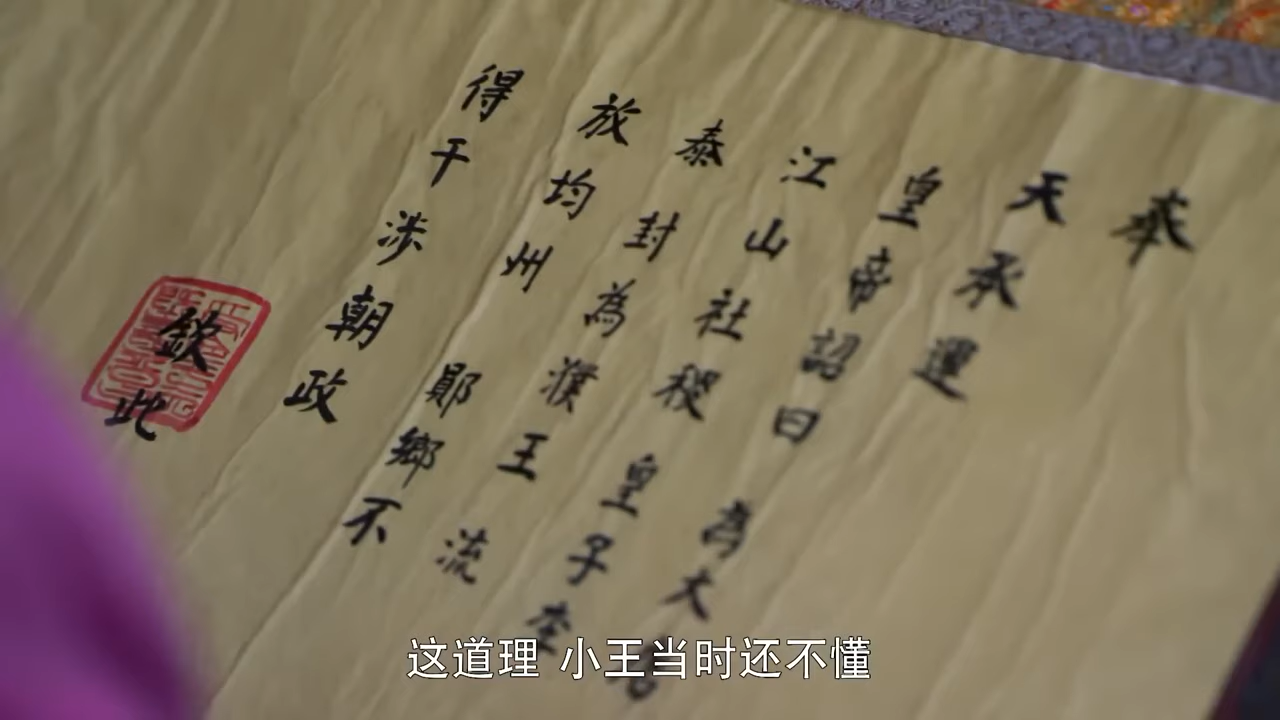 奉
天承運
皇帝詔曰 為大
江山社稷 皇子
泰封為濮王 流
放均州 鄖鄉不
得干涉朝政
欽此
这道理 小王当时还不懂